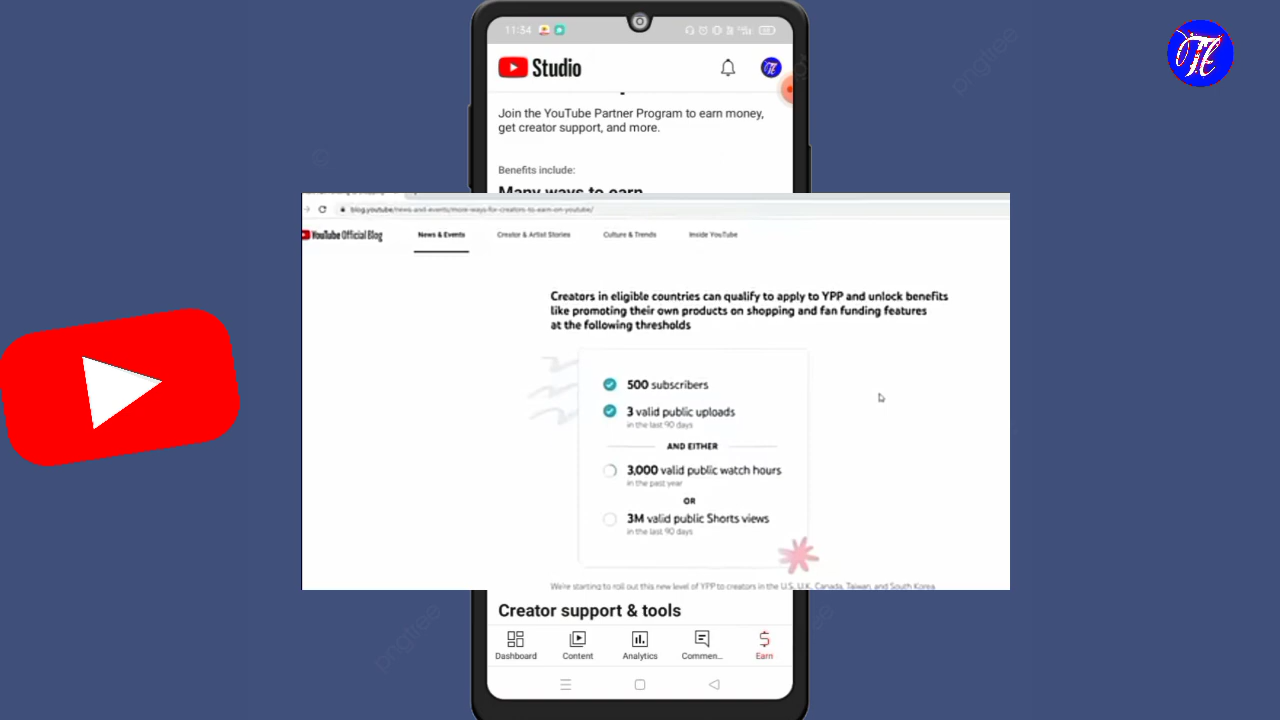 11:34
Studio
Join the YouTube Partner Program to earn money,
get creator support, and more.
Benefits include:
Many ways to earn
blog.youtube/news-and-events/more-ways-for-creators-to-earn-on-youtube/
YouTube Official Blog
News & Events
Creator & Artist Stories
Culture & Trends
Inside YouTube
Creators in eligible countries can qualify to apply to YPP and unlock benefits
like promoting their own products on shopping and fan funding features
at the following thresholds
500 subscribers
3 valid public uploads
in the last 90 days
AND EITHER
3,000 valid public watch hours
in the past year
OR
3M valid public Shorts views
in the last 90 days
We're starting to roll out this new level of YPP to creators in the U.S, U.K, Canada, Taiwan, and South Korea
Creator support & tools
Dashboard
Content
Analytics
Commen...
Earn
pngtree
pngtree